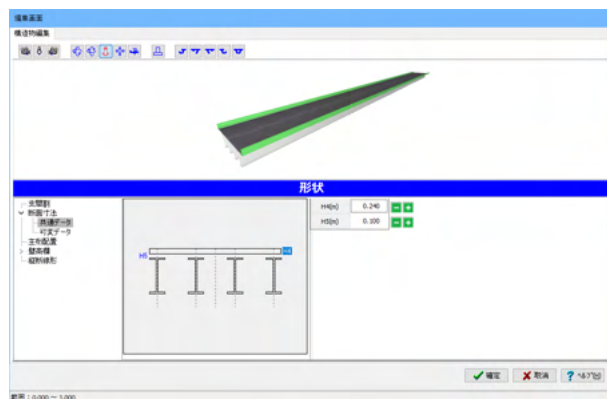 編集画面
構造物編集
形状
支間割
断面寸法
共通データ
可変データ
主桁配置
壁高欄
縦断線形
H5
H4
H4(m) 0.240
H5(m) 0.100
確定
取消
ヘルプ(H)
範囲 : 0.000 ~ 1.000